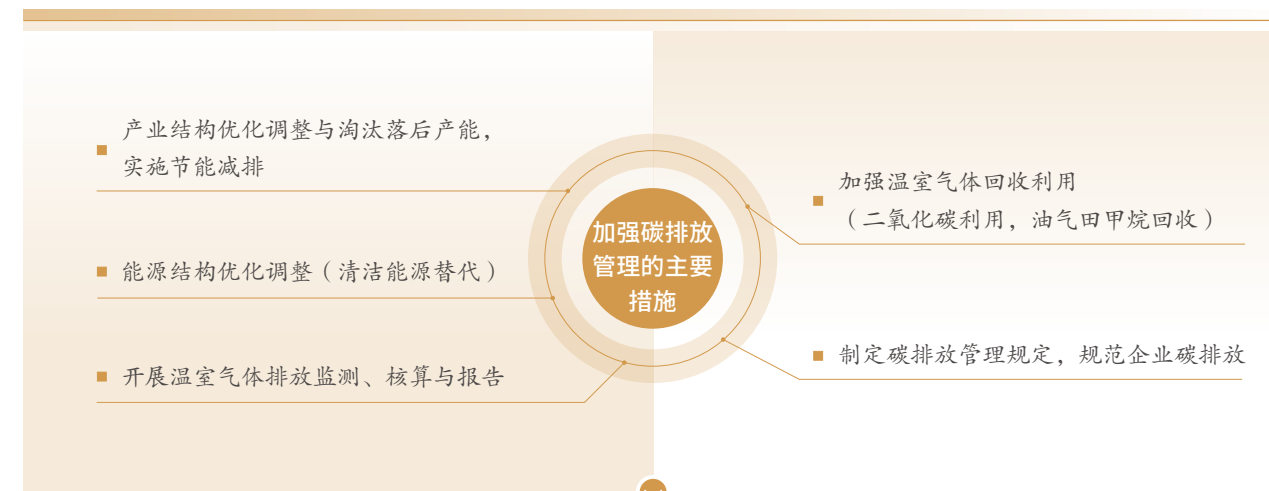 产业结构优化调整与淘汰落后产能，
实施节能减排
能源结构优化调整（清洁能源替代）
开展温室气体排放监测、核算与报告
加强碳排放
管理的主要
措施
加强温室气体回收利用
（二氧化碳利用，油气田甲烷回收）
制定碳排放管理规定，规范企业碳排放